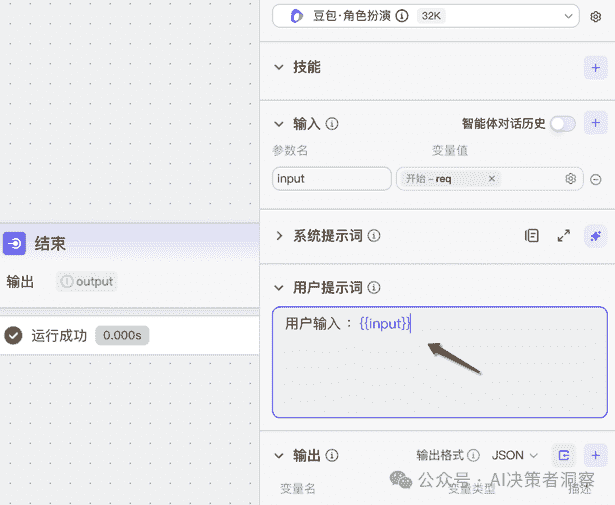 豆包·角色扮演 32K
技能
输入 智能体对话历史
参数名 变量值
input 开始 – req
系统提示词
结束
用户提示词
输出 output
用户输入： {{input}}
运行成功 0.000s
输出 输出格式 JSON
公众号 · AI决策者洞察
变量名 变量类型 描述